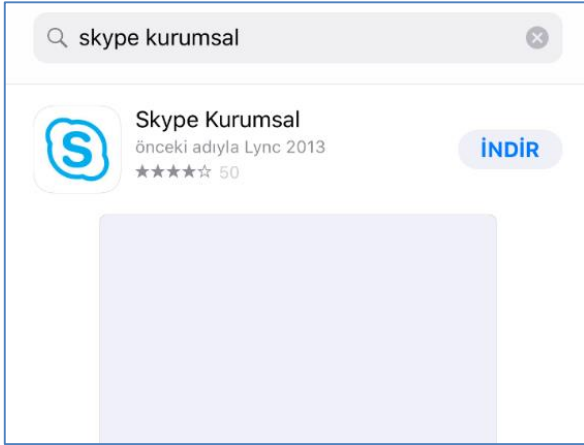 skype kurumsal
Skype Kurumsal
önceki adıyla Lync 2013
İNDİR
★★★★☆ 50